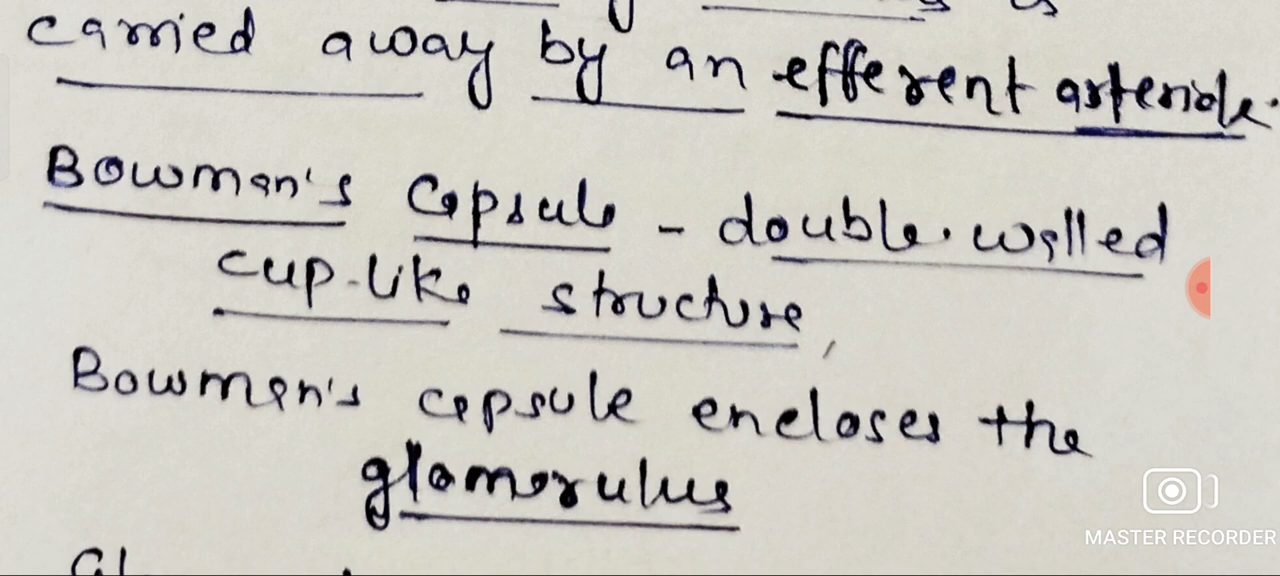 carried away by an efferent arteriole.
Bowman's Capsule - double-walled
cup-like structure,
Bowman's capsule encloses the
glomerulus
MASTER RECORDER